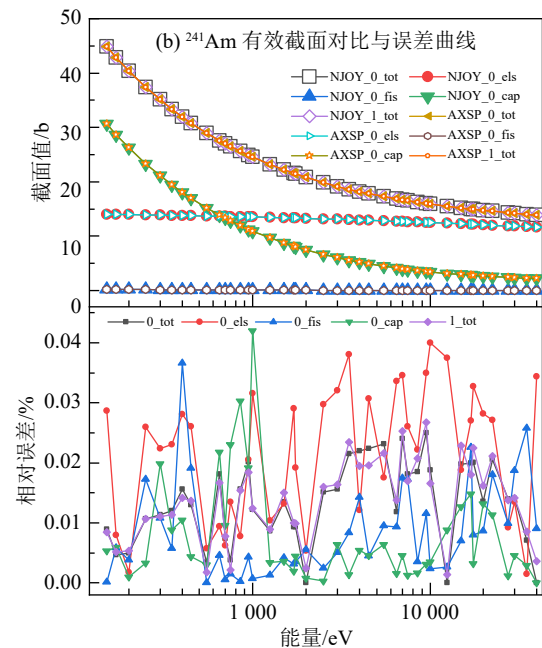 (b) ²⁴¹Am 有效截面对比与误差曲线
NJOY_0_tot NJOY_0_els
NJOY_0_fis NJOY_0_cap
NJOY_1_tot AXSP_0_tot
AXSP_0_els AXSP_0_fis
AXSP_0_cap AXSP_1_tot
截面值/b
50
40
30
20
10
0
0_tot 0_els 0_fis 0_cap 1_tot
相对误差/%
0.04
0.03
0.02
0.01
0.00
1 000 10 000
能量/eV